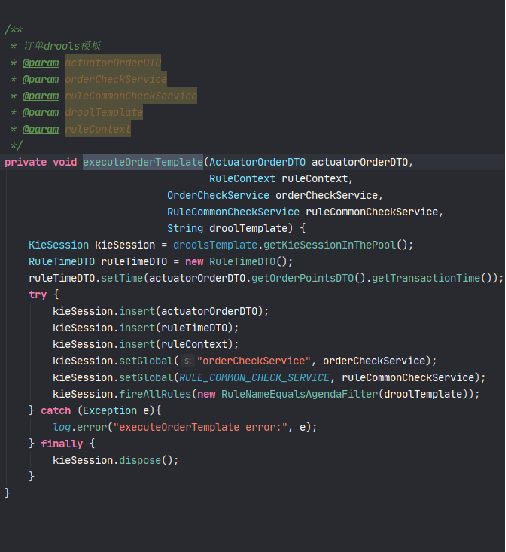 /**
 * 订单drools模板
 * @param actuatorOrderDTO
 * @param orderCheckService
 * @param ruleCommonCheckService
 * @param droolTemplate
 * @param ruleContext
 */
private void executeOrderTemplate(ActuatorOrderDTO actuatorOrderDTO,
                                  RuleContext ruleContext,
                           OrderCheckService orderCheckService,
                           RuleCommonCheckService ruleCommonCheckService,
                           String droolTemplate) {
    KieSession kieSession = droolsTemplate.getKieSessionInThePool();
    RuleTimeDTO ruleTimeDTO = new RuleTimeDTO();
    ruleTimeDTO.setTime(actuatorOrderDTO.getOrderPointsDTO().getTransactionTime());
    try {
        kieSession.insert(actuatorOrderDTO);
        kieSession.insert(ruleTimeDTO);
        kieSession.insert(ruleContext);
        kieSession.setGlobal( s: "orderCheckService", orderCheckService);
        kieSession.setGlobal(RULE_COMMON_CHECK_SERVICE, ruleCommonCheckService);
        kieSession.fireAllRules(new RuleNameEqualsAgendaFilter(droolTemplate));
    } catch (Exception e){
        log.error("executeOrderTemplate error:", e);
    } finally {
        kieSession.dispose();
    }
}